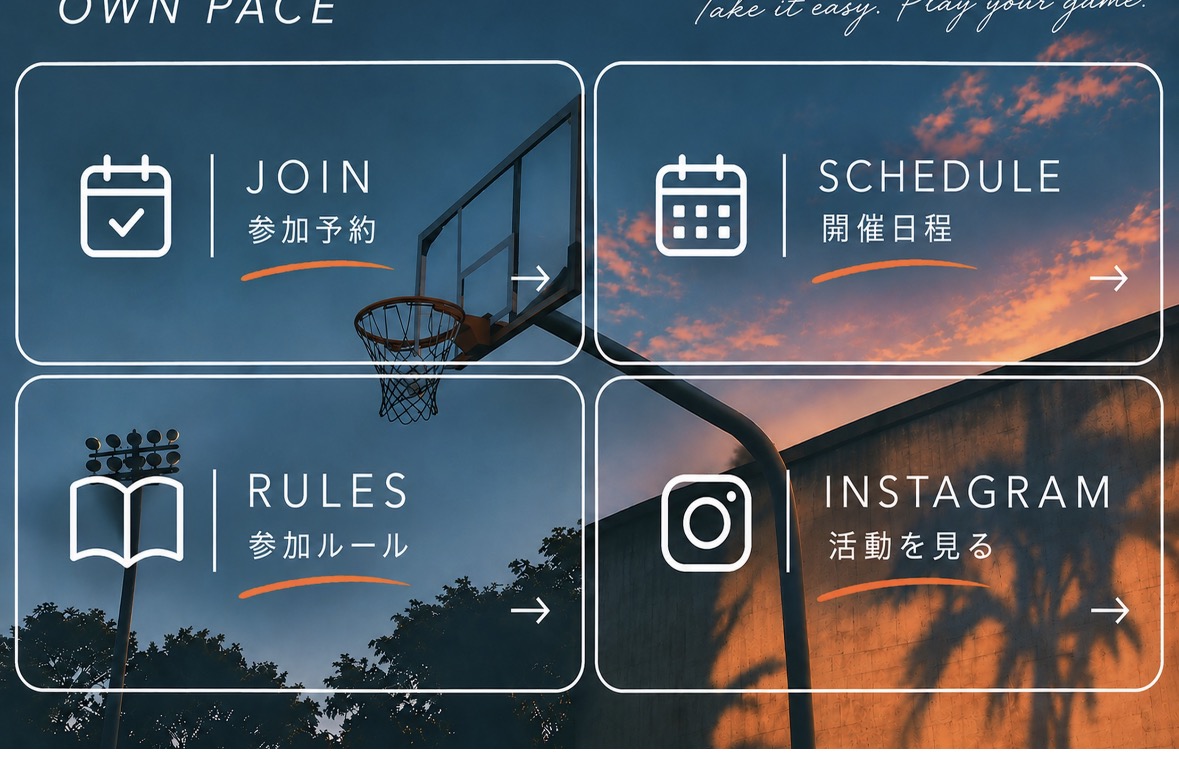 OWN PACE
Take it easy. Play your game.
JOIN
参加予約
SCHEDULE
開催日程
RULES
参加ルール
INSTAGRAM
活動を見る